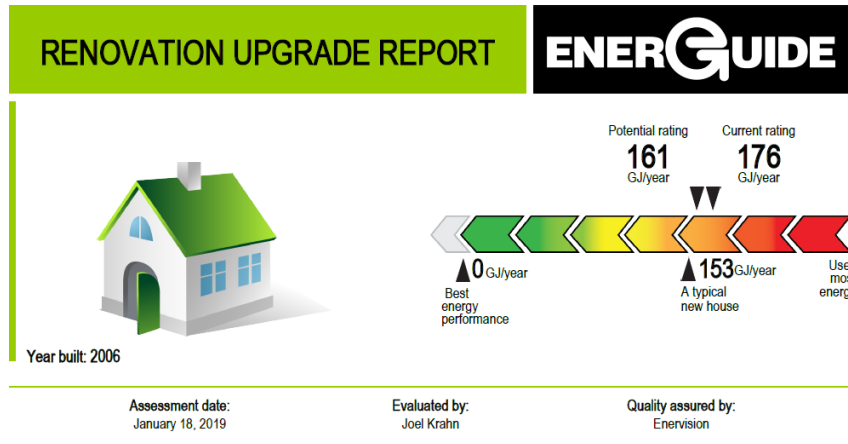 RENOVATION UPGRADE REPORT
ENERGUIDE
Potential rating
161
GJ/year
Current rating
176
GJ/year
0 GJ/year
Best
energy
performance
153 GJ/year
A typical
new house
Year built: 2006
Assessment date:
January 18, 2019
Evaluated by:
Joel Krahn
Quality assured by:
Enervision